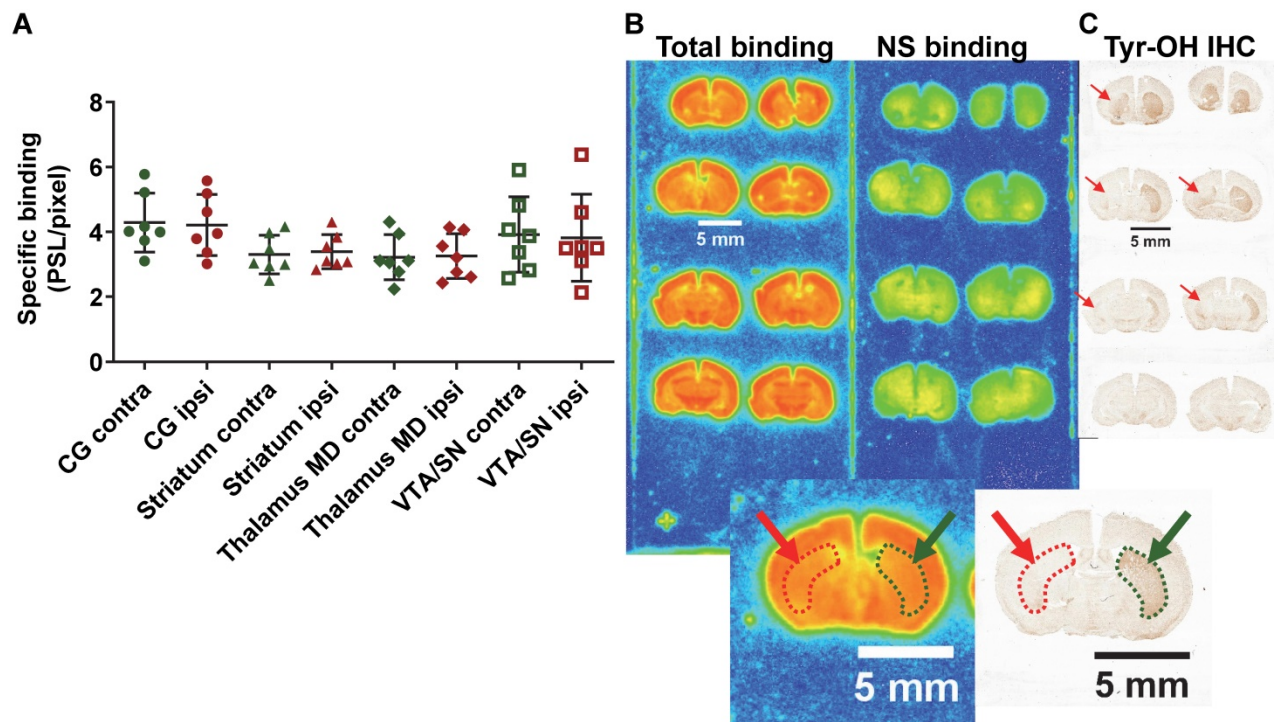 A
Specific binding
(PSL/pixel)
8
6
4
2
0
CG contra
CG ipsi
Striatum contra
Striatum ipsi
Thalamus MD contra
Thalamus MD ipsi
VTA/SN contra
VTA/SN ipsi
B
Total binding
NS binding
5 mm
C
Tyr-OH IHC
5 mm
5 mm
5 mm